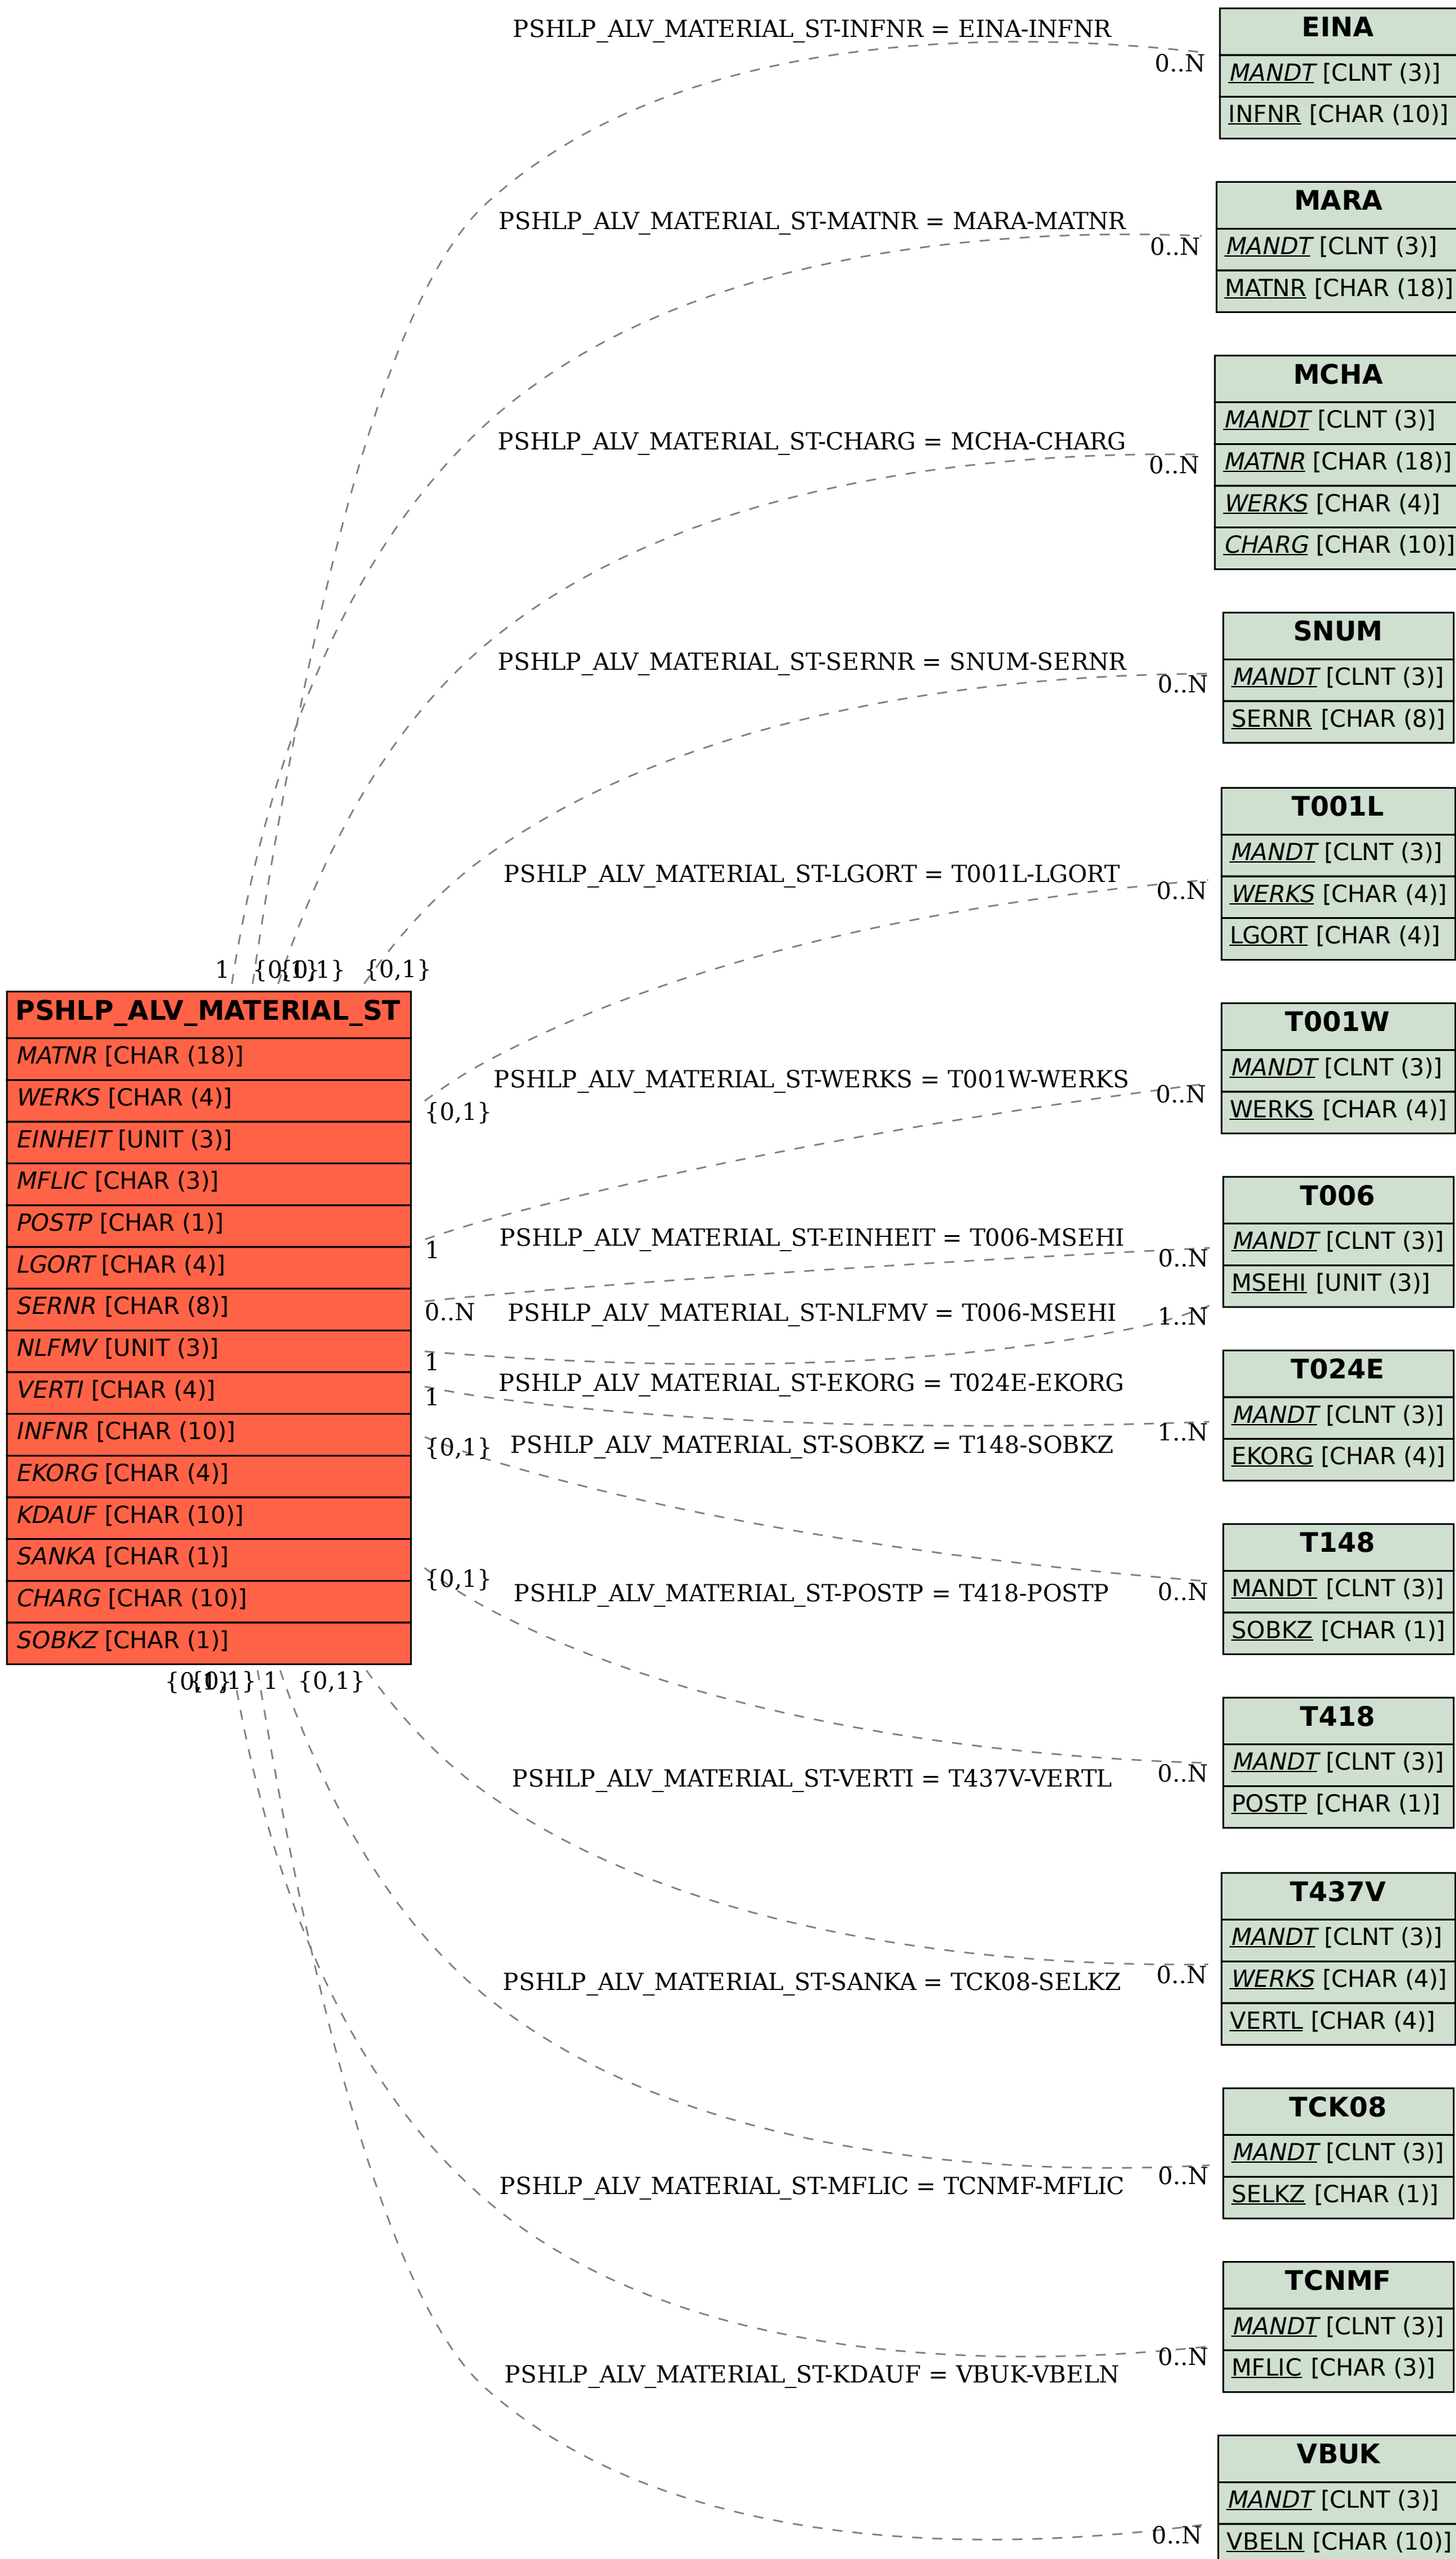 PSHLP_ALV_MATERIAL_ST-INFNR = EINA-INFNR
0..N
EINA
MANDT [CLNT (3)]
INFNR [CHAR (10)]
PSHLP_ALV_MATERIAL_ST-MATNR = MARA-MATNR
0..N
MARA
MANDT [CLNT (3)]
MATNR [CHAR (18)]
PSHLP_ALV_MATERIAL_ST-CHARG = MCHA-CHARG
0..N
MCHA
MANDT [CLNT (3)]
MATNR [CHAR (18)]
WERKS [CHAR (4)]
CHARG [CHAR (10)]
PSHLP_ALV_MATERIAL_ST-SERNR = SNUM-SERNR
0..N
SNUM
MANDT [CLNT (3)]
SERNR [CHAR (8)]
PSHLP_ALV_MATERIAL_ST-LGORT = T001L-LGORT
0..N
T001L
MANDT [CLNT (3)]
WERKS [CHAR (4)]
LGORT [CHAR (4)]
1 {0,1} {0,1} {0,1}
PSHLP_ALV_MATERIAL_ST
MATNR [CHAR (18)]
WERKS [CHAR (4)]
EINHEIT [UNIT (3)]
MFLIC [CHAR (3)]
POSTP [CHAR (1)]
LGORT [CHAR (4)]
SERNR [CHAR (8)]
NLFMV [UNIT (3)]
VERTI [CHAR (4)]
INFNR [CHAR (10)]
EKORG [CHAR (4)]
KDAUF [CHAR (10)]
SANKA [CHAR (1)]
CHARG [CHAR (10)]
SOBKZ [CHAR (1)]
{0,1} {0,1} 1 {0,1}
{0,1}
PSHLP_ALV_MATERIAL_ST-WERKS = T001W-WERKS
0..N
1
T001W
MANDT [CLNT (3)]
WERKS [CHAR (4)]
PSHLP_ALV_MATERIAL_ST-EINHEIT = T006-MSEHI
0..N
0..N
PSHLP_ALV_MATERIAL_ST-NLFMV = T006-MSEHI
1..N
1
T006
MANDT [CLNT (3)]
MSEHI [UNIT (3)]
PSHLP_ALV_MATERIAL_ST-EKORG = T024E-EKORG
1
1..N
T024E
MANDT [CLNT (3)]
EKORG [CHAR (4)]
PSHLP_ALV_MATERIAL_ST-SOBKZ = T148-SOBKZ
{0,1}
0..N
T148
MANDT [CLNT (3)]
SOBKZ [CHAR (1)]
PSHLP_ALV_MATERIAL_ST-POSTP = T418-POSTP
{0,1}
0..N
T418
MANDT [CLNT (3)]
POSTP [CHAR (1)]
PSHLP_ALV_MATERIAL_ST-VERTI = T437V-VERTL
0..N
T437V
MANDT [CLNT (3)]
WERKS [CHAR (4)]
VERTL [CHAR (4)]
PSHLP_ALV_MATERIAL_ST-SANKA = TCK08-SELKZ
0..N
TCK08
MANDT [CLNT (3)]
SELKZ [CHAR (1)]
PSHLP_ALV_MATERIAL_ST-MFLIC = TCNMF-MFLIC
0..N
TCNMF
MANDT [CLNT (3)]
MFLIC [CHAR (3)]
PSHLP_ALV_MATERIAL_ST-KDAUF = VBUK-VBELN
0..N
VBUK
MANDT [CLNT (3)]
VBELN [CHAR (10)]